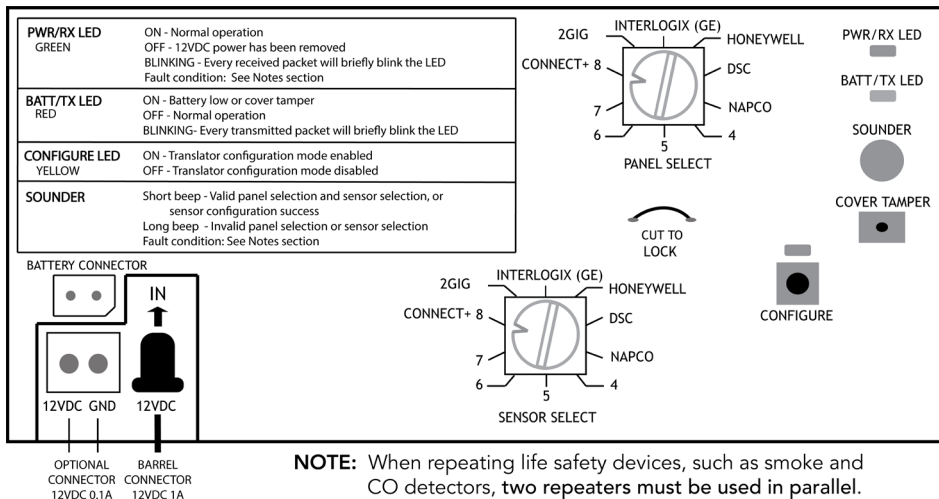 PWR/RX LED
GREEN
ON - Normal operation
OFF - 12VDC power has been removed
BLINKING - Every received packet will briefly blink the LED
Fault condition:  See Notes section
BATT/TX LED
RED
ON - Battery low or cover tamper
OFF - Normal operation
BLINKING- Every transmitted packet will briefly blink the LED
CONFIGURE LED
YELLOW
ON - Translator configuration mode enabled
OFF - Translator configuration mode disabled
SOUNDER
Short beep - Valid panel selection and sensor selection, or
sensor configuration success
Long beep  - Invalid panel selection or sensor selection
Fault condition: See Notes section
2GIG
INTERLOGIX (GE)
HONEYWELL
CONNECT+ 8
DSC
7
NAPCO
6
5
4
PANEL SELECT
PWR/RX LED
BATT/TX LED
SOUNDER
COVER TAMPER
CUT TO
LOCK
CONFIGURE
BATTERY CONNECTOR
IN
12VDC GND
12VDC
OPTIONAL
CONNECTOR
12VDC 0.1A
BARREL
CONNECTOR
12VDC 1A
2GIG
INTERLOGIX (GE)
HONEYWELL
CONNECT+ 8
DSC
7
NAPCO
6
5
4
SENSOR SELECT
NOTE: When repeating life safety devices, such as smoke and
CO detectors, two repeaters must be used in parallel.